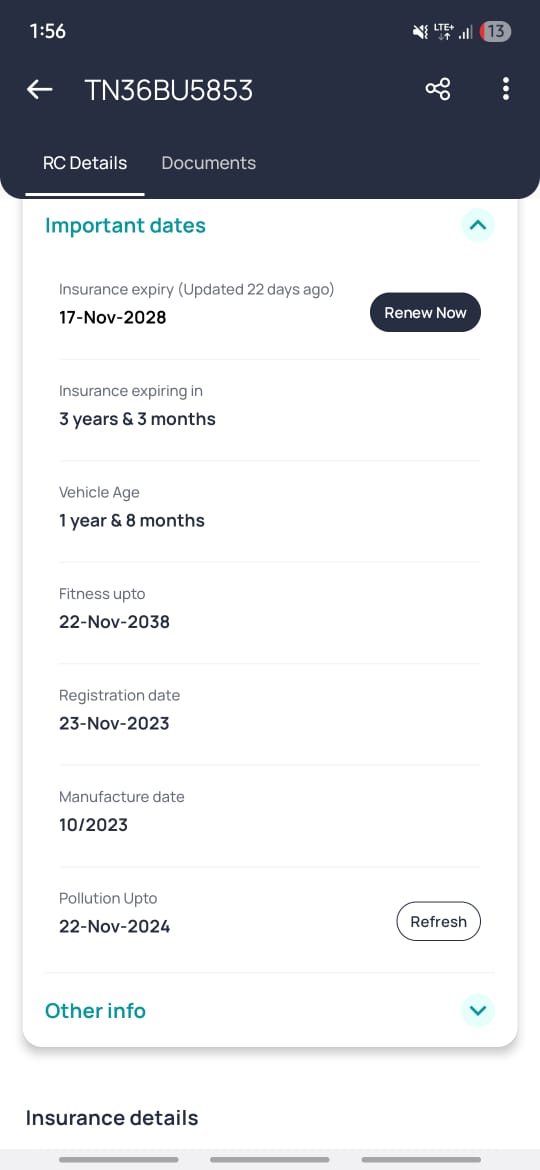 1:56
LTE+
13
TN36BU5853
RC Details
Documents
Important dates
Insurance expiry (Updated 22 days ago)
17-Nov-2028
Renew Now
Insurance expiring in
3 years & 3 months
Vehicle Age
1 year & 8 months
Fitness upto
22-Nov-2038
Registration date
23-Nov-2023
Manufacture date
10/2023
Pollution Upto
22-Nov-2024
Refresh
Other info
Insurance details